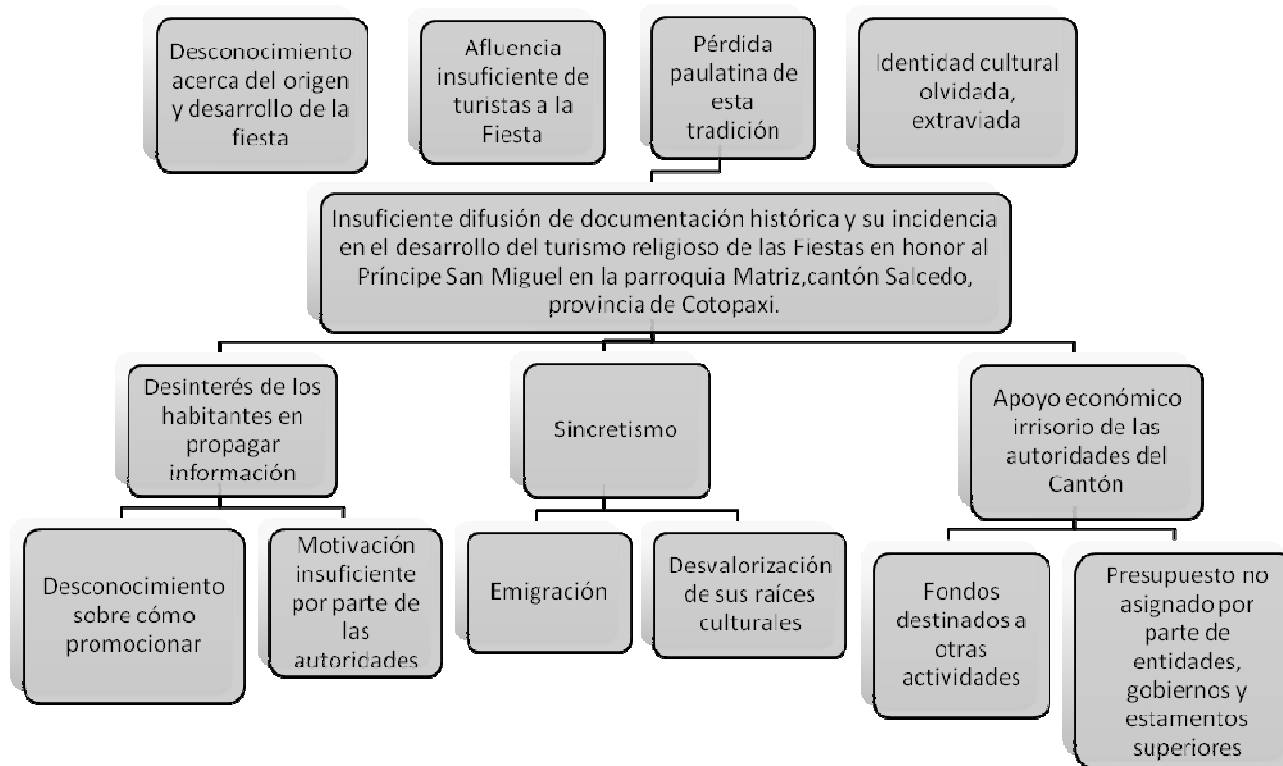 Desconocimiento
acerca del origen
y desarrollo de la
fiesta
Afluencia
insuficiente de
turistas a la
Fiesta
Pérdida
paulatina de
esta
tradición
Identidad cultural
olvidada,
extraviada
Insuficiente difusión de documentación histórica y su incidencia
en el desarrollo del turismo religioso de las Fiestas en honor al
Príncipe San Miguel en la parroquia Matriz,cantón Salcedo,
provincia de Cotopaxi.
Desinterés de los
habitantes en
propagar
información
Sincretismo
Apoyo económico
irrisorio de las
autoridades del
Cantón
Desconocimiento
sobre cómo
promocionar
Motivación
insuficiente
por parte de
las
autoridades
Emigración
Desvalorización
de sus raíces
culturales
Fondos
destinados a
otras
actividades
Presupuesto no
asignado por
parte de
entidades,
gobiernos y
estamentos
superiores